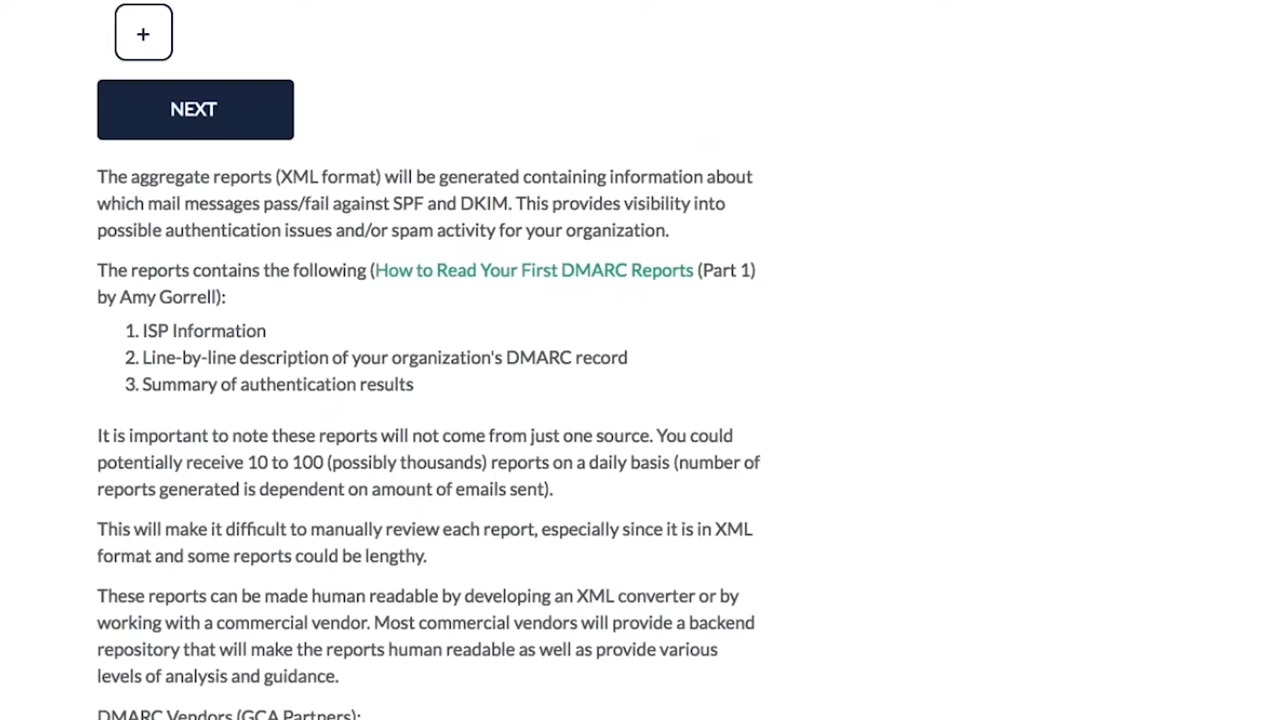 +
NEXT
The aggregate reports (XML format) will be generated containing information about
which mail messages pass/fail against SPF and DKIM. This provides visibility into
possible authentication issues and/or spam activity for your organization.
The reports contains the following (How to Read Your First DMARC Reports (Part 1)
by Amy Gorrell):
1. ISP Information
2. Line-by-line description of your organization's DMARC record
3. Summary of authentication results
It is important to note these reports will not come from just one source. You could
potentially receive 10 to 100 (possibly thousands) reports on a daily basis (number of
reports generated is dependent on amount of emails sent).
This will make it difficult to manually review each report, especially since it is in XML
format and some reports could be lengthy.
These reports can be made human readable by developing an XML converter or by
working with a commercial vendor. Most commercial vendors will provide a backend
repository that will make the reports human readable as well as provide various
levels of analysis and guidance.
DMARC Vendors (GCA Partners):